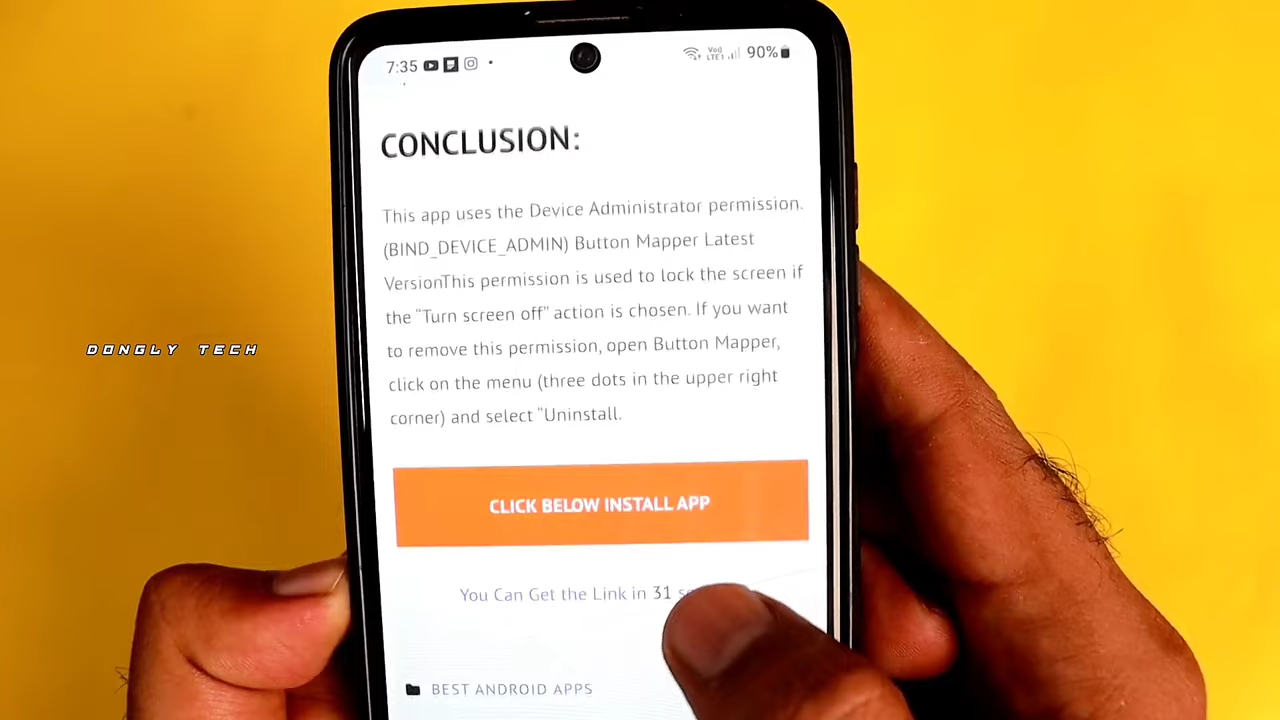 7:35
Vo)
LTE1
90%
CONCLUSION:
This app uses the Device Administrator permission.
(BIND_DEVICE_ADMIN) Button Mapper Latest
VersionThis permission is used to lock the screen if
the “Turn screen off” action is chosen. If you want
to remove this permission, open Button Mapper,
click on the menu (three dots in the upper right
corner) and select “Uninstall.
DONGLY TECH
CLICK BELOW INSTALL APP
You Can Get the Link in 31
BEST ANDROID APPS